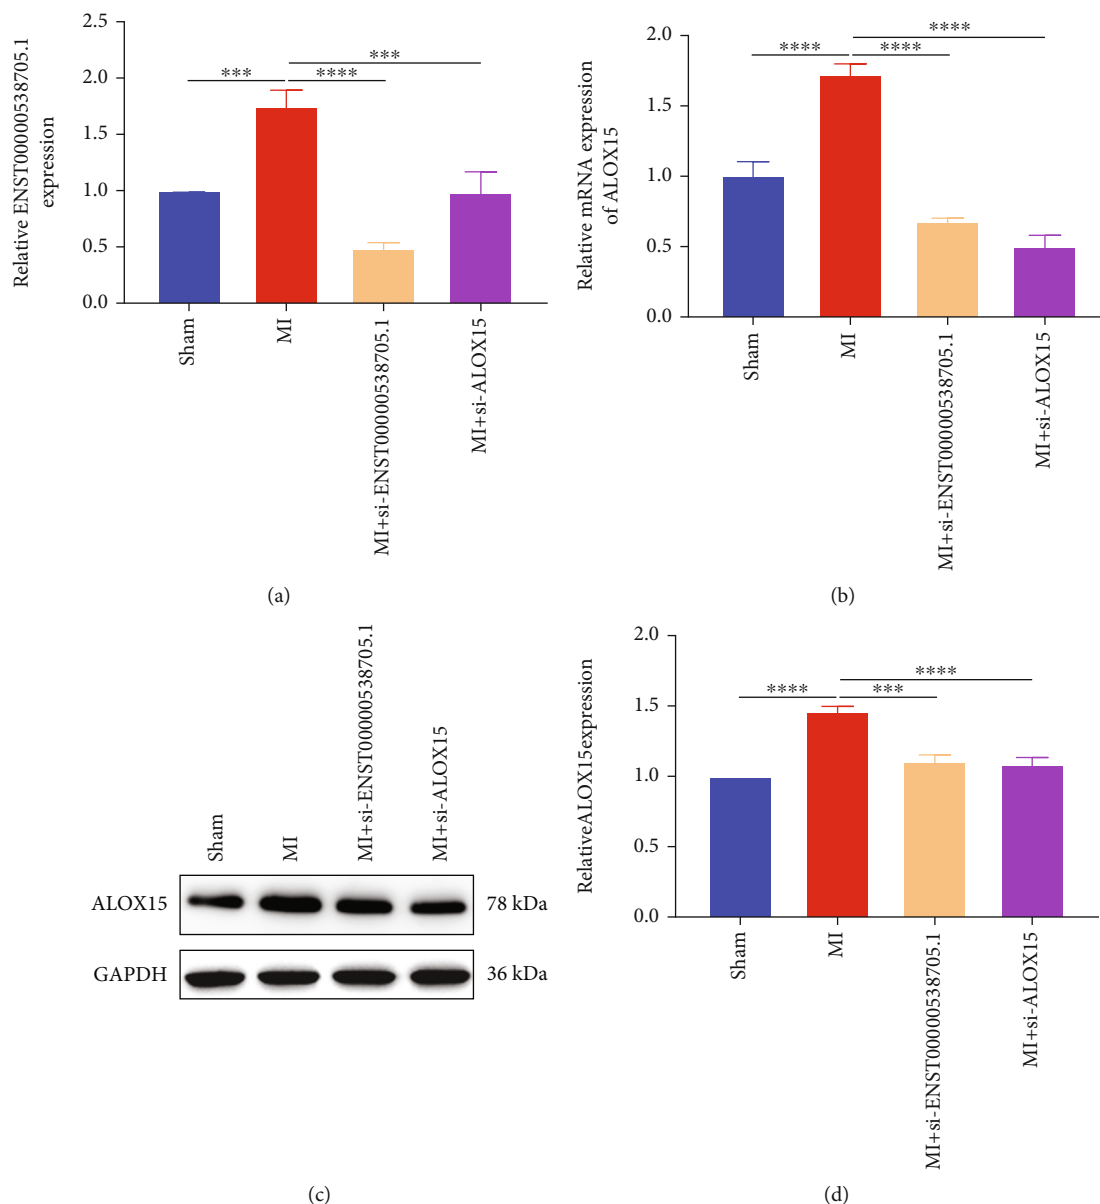 Relative ENST00000538705.1
expression
2.5
2.0
1.5
1.0
0.5
0.0
***
****
***
Sham
MI
MI+si-ENST00000538705.1
MI+si-ALOX15
(a)
Relative mRNA expression
of ALOX15
2.0
1.5
1.0
0.5
0.0
****
****
****
Sham
MI
MI+si-ENST00000538705.1
MI+si-ALOX15
(b)
Sham
MI
MI+si-ENST00000538705.1
MI+si-ALOX15
ALOX15 78 kDa
GAPDH 36 kDa
(c)
RelativeALOX15expression
2.0
1.5
1.0
0.5
0.0
****
***
****
Sham
MI
MI+si-ENST00000538705.1
MI+si-ALOX15
(d)